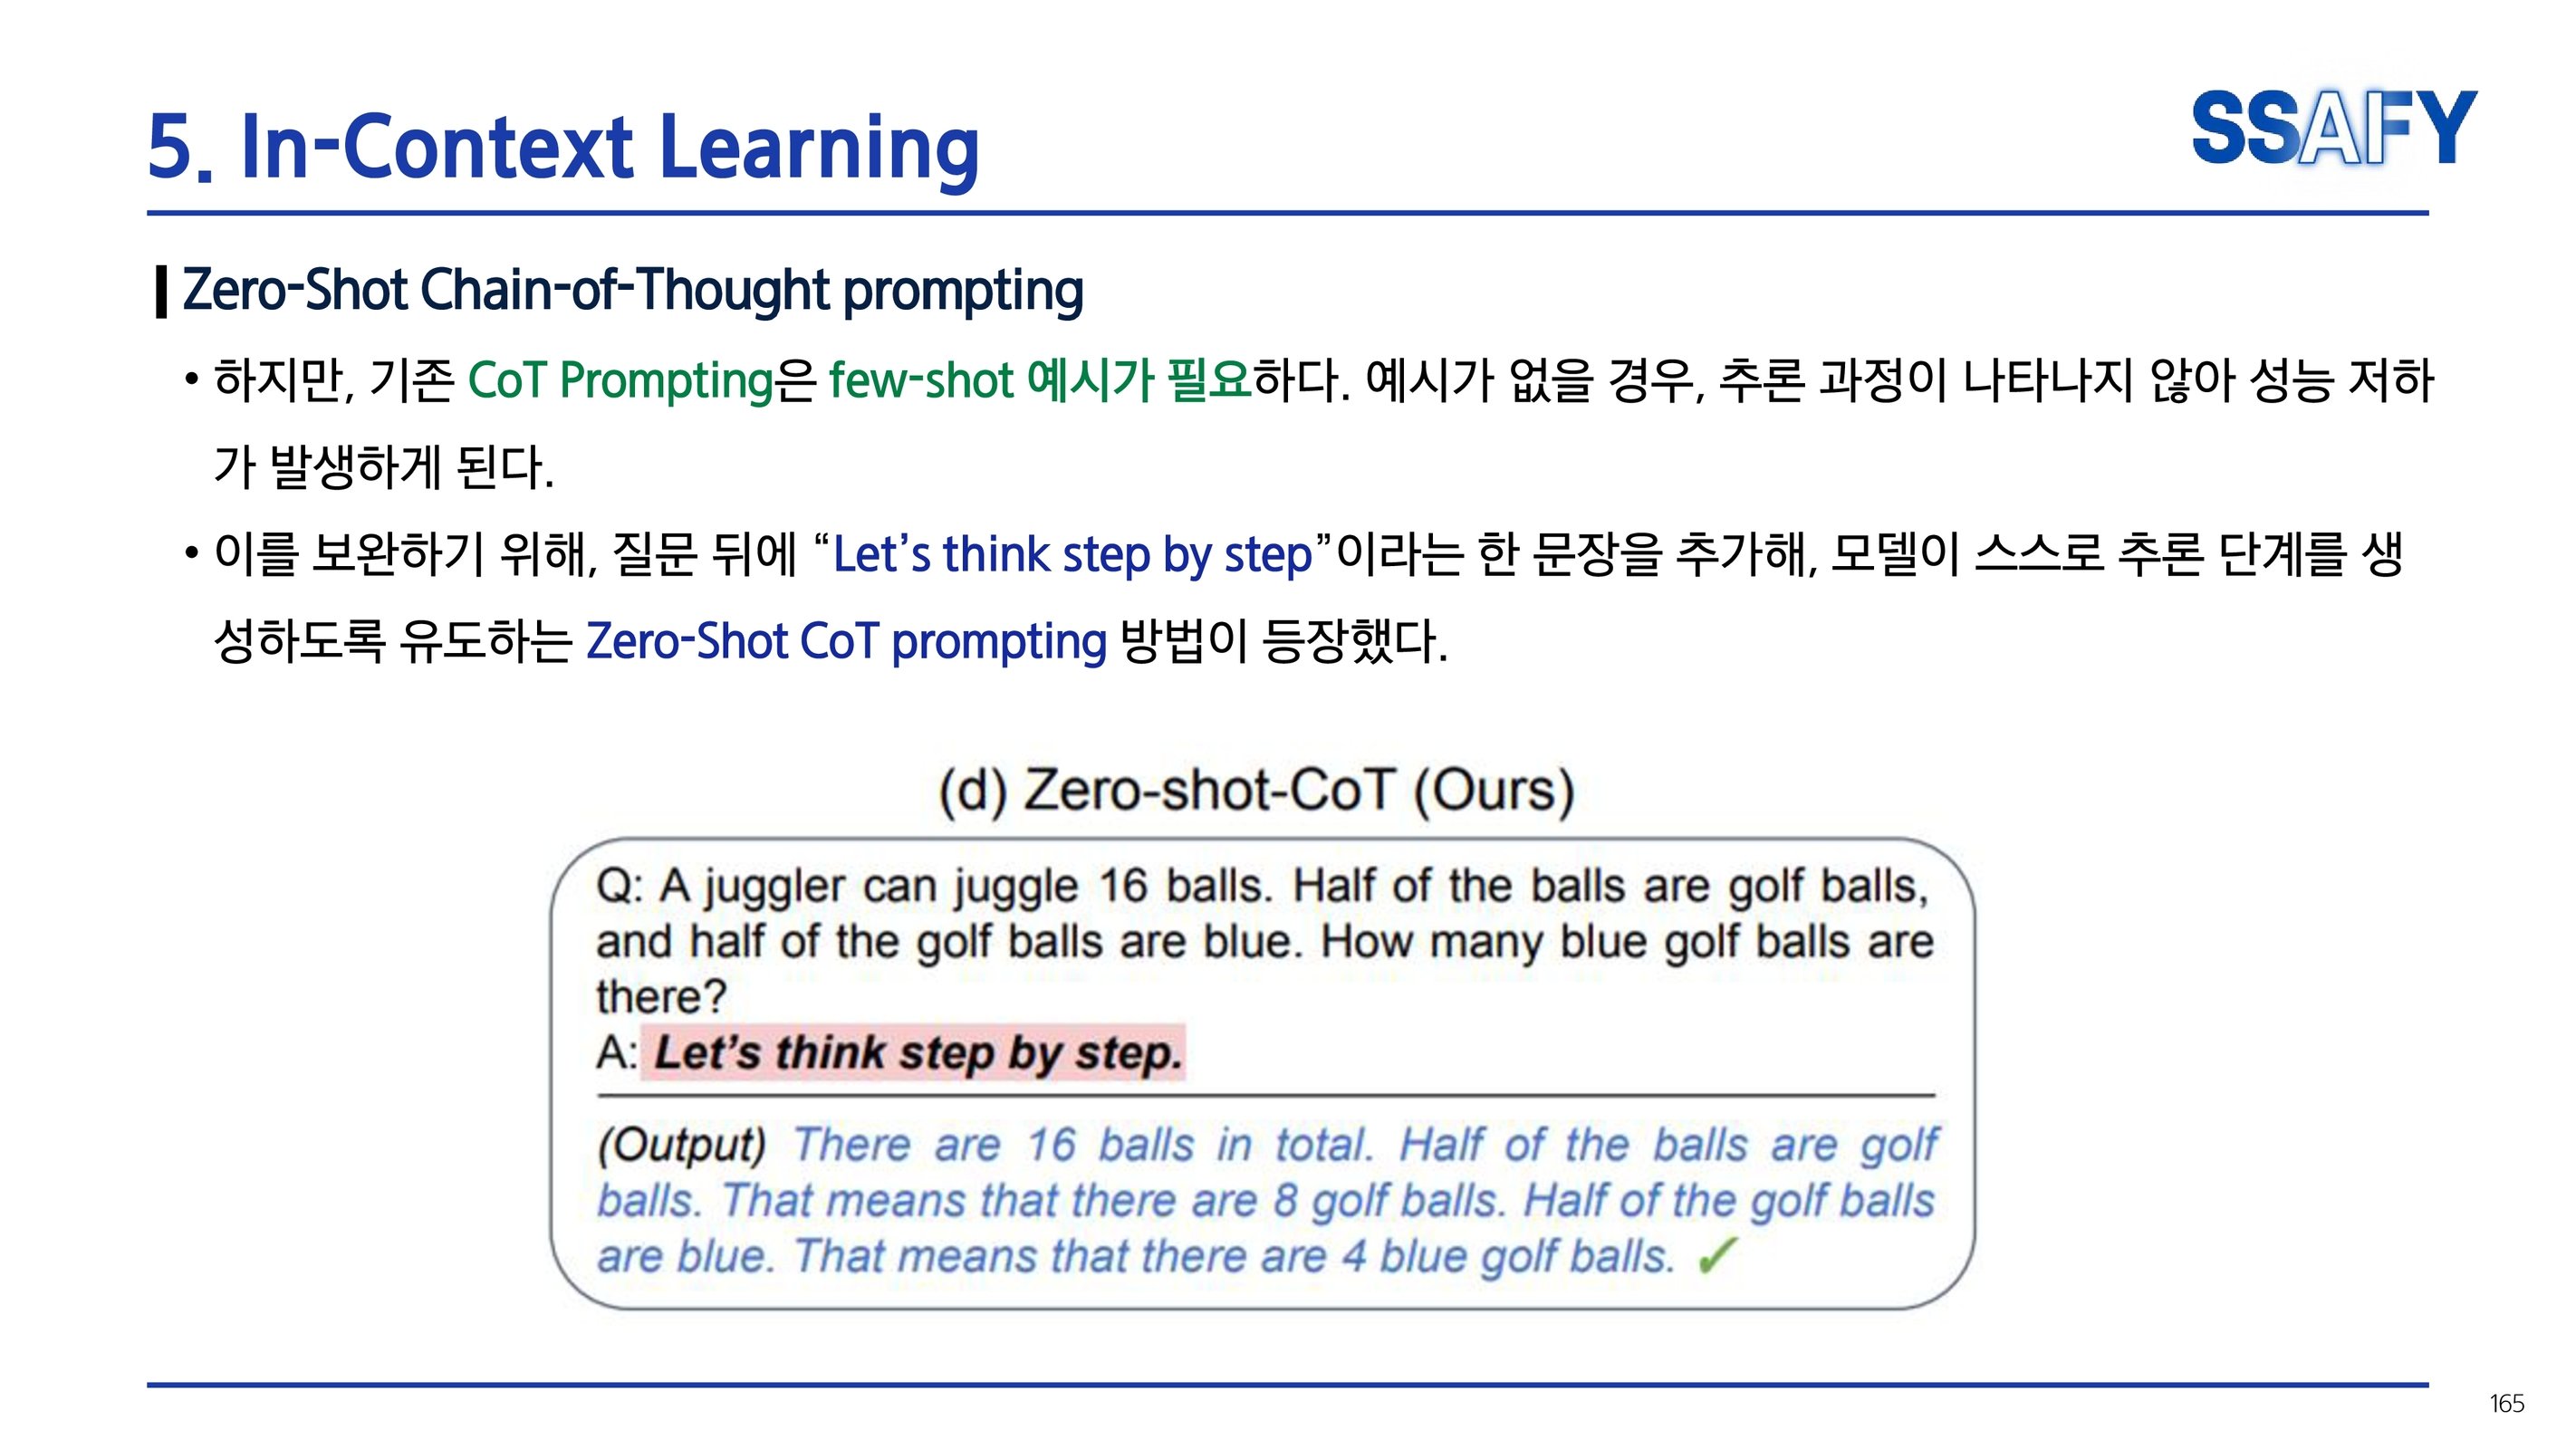 5. In-Context Learning
SSAFY
Zero-Shot Chain-of-Thought prompting
• 하지만, 기존 CoT Prompting은 few-shot 예시가 필요하다. 예시가 없을 경우, 추론 과정이 나타나지 않아 성능 저하
가 발생하게 된다.
• 이를 보완하기 위해, 질문 뒤에 “Let’s think step by step”이라는 한 문장을 추가해, 모델이 스스로 추론 단계를 생
성하도록 유도하는 Zero-Shot CoT prompting 방법이 등장했다.
(d) Zero-shot-CoT (Ours)
Q: A juggler can juggle 16 balls. Half of the balls are golf balls,
and half of the golf balls are blue. How many blue golf balls are
there?
A: Let’s think step by step.
(Output) There are 16 balls in total. Half of the balls are golf
balls. That means that there are 8 golf balls. Half of the golf balls
are blue. That means that there are 4 blue golf balls. ✓
165